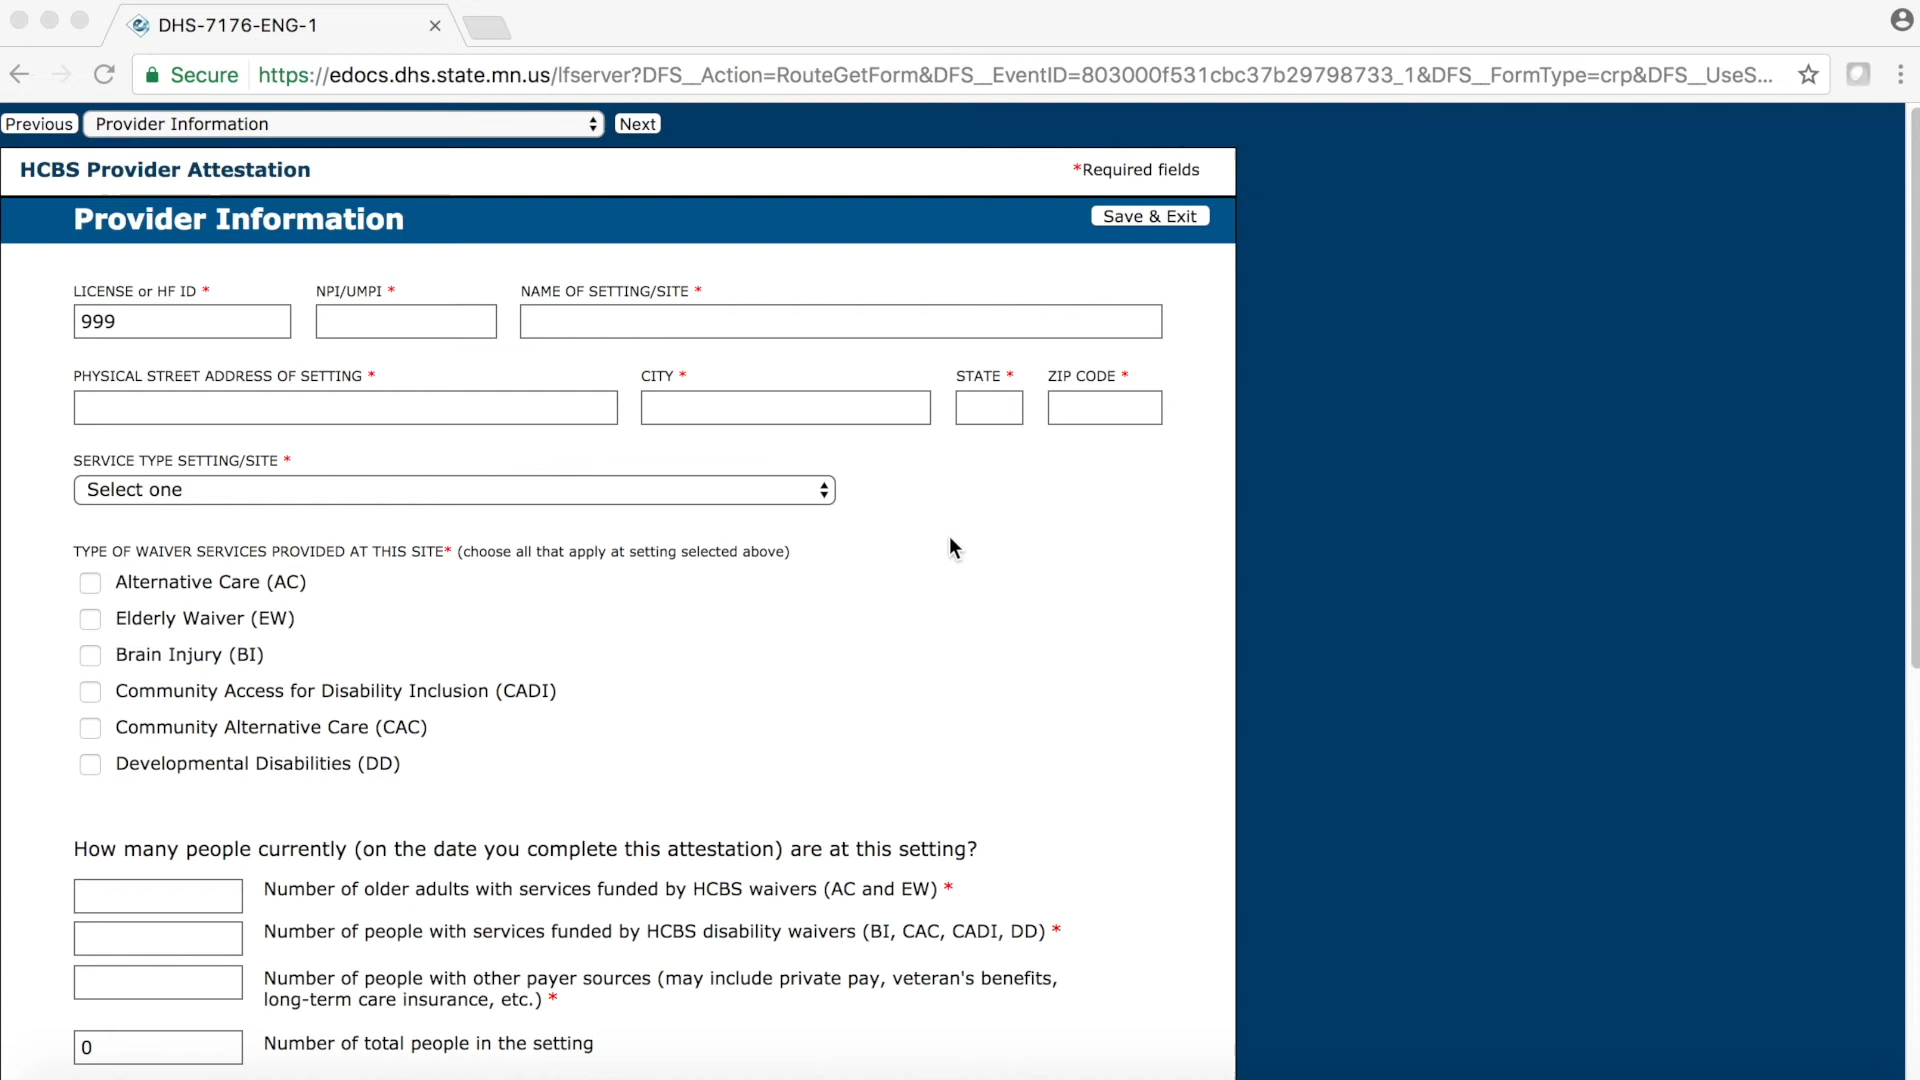 DHS-7176-ENG-1
Secure https://edocs.dhs.state.mn.us/lfserver?DFS__Action=RouteGetForm&DFS__EventID=803000f531cbc37b29798733_1&DFS__FormType=crp&DFS__UseS...
Previous Provider Information Next
HCBS Provider Attestation *Required fields
Provider Information Save & Exit
LICENSE or HF ID * NPI/UMPI * NAME OF SETTING/SITE *
999
PHYSICAL STREET ADDRESS OF SETTING * CITY * STATE * ZIP CODE *
SERVICE TYPE SETTING/SITE *
Select one
TYPE OF WAIVER SERVICES PROVIDED AT THIS SITE* (choose all that apply at setting selected above)
Alternative Care (AC)
Elderly Waiver (EW)
Brain Injury (BI)
Community Access for Disability Inclusion (CADI)
Community Alternative Care (CAC)
Developmental Disabilities (DD)
How many people currently (on the date you complete this attestation) are at this setting?
Number of older adults with services funded by HCBS waivers (AC and EW) *
Number of people with services funded by HCBS disability waivers (BI, CAC, CADI, DD) *
Number of people with other payer sources (may include private pay, veteran's benefits,
long-term care insurance, etc.) *
0 Number of total people in the setting